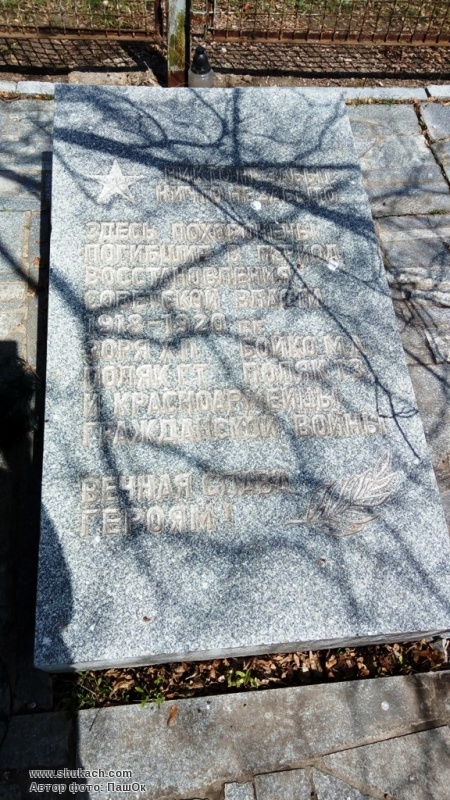 НИКТО НЕ ЗАБЫТ
НИЧТО НЕ ЗАБЫТО
ЗДЕСЬ ПОХОРОНЕНЫ
ПОГИБШИЕ В ПЕРИОД
ВОССТАНОВЛЕНИЯ
СОВЕТСКОЙ ВЛАСТИ
1918-1920 гг
БОЙКО М.А
ПОЛЯК Е.Т. ПОЛЯК Т.З.
И КРАСНОАРМЕЙЦЫ
ГРАЖДАНСКОЙ ВОЙНЫ
ВЕЧНАЯ СЛАВА
ГЕРОЯМ!
www.shukach.com
Автор фото: ПашОк